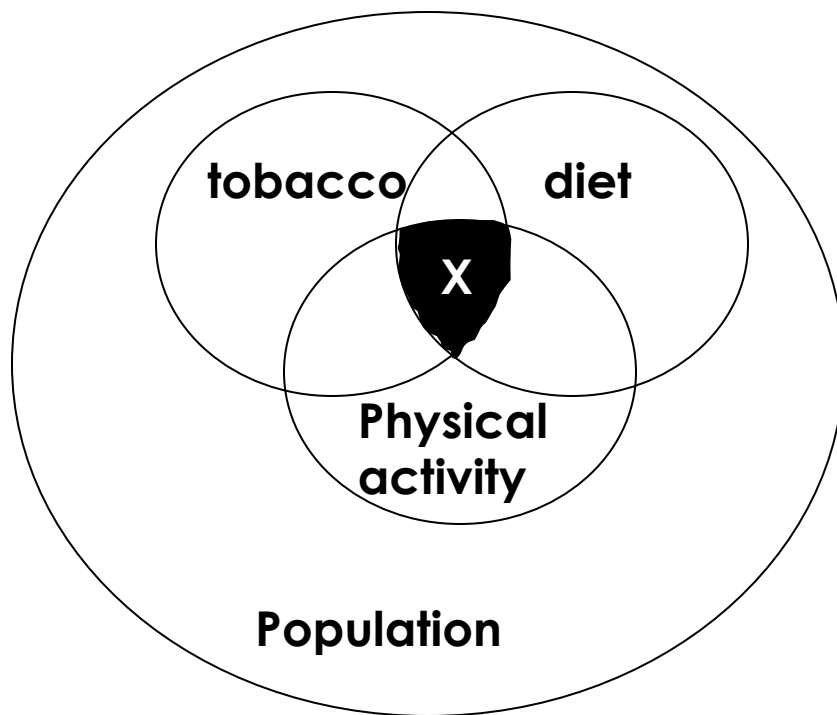 tobacco diet
X
Physical
activity
Population